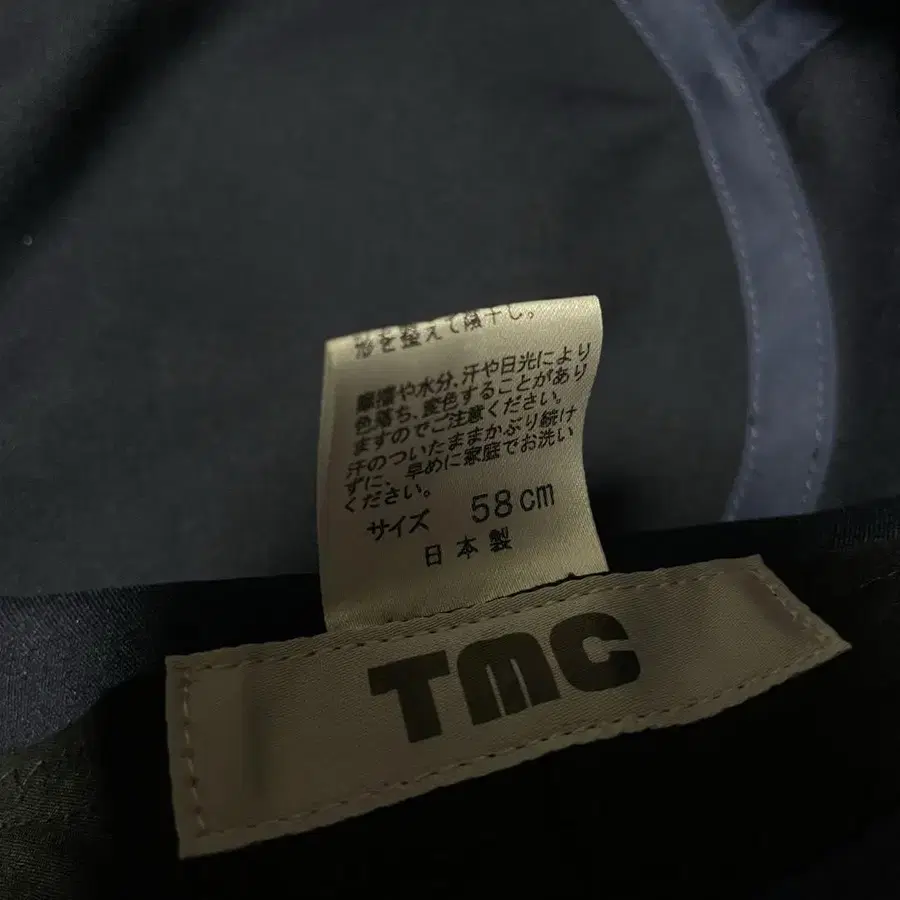 形を整えて陰干し。
摩擦や水分、汗や日光により
色落ち、変色することがあり
ますのでご注意ください。
汗のついたままかぶり続け
ずに、早めに家庭でお洗い
ください。
サイズ 58cm
日本製
TMC